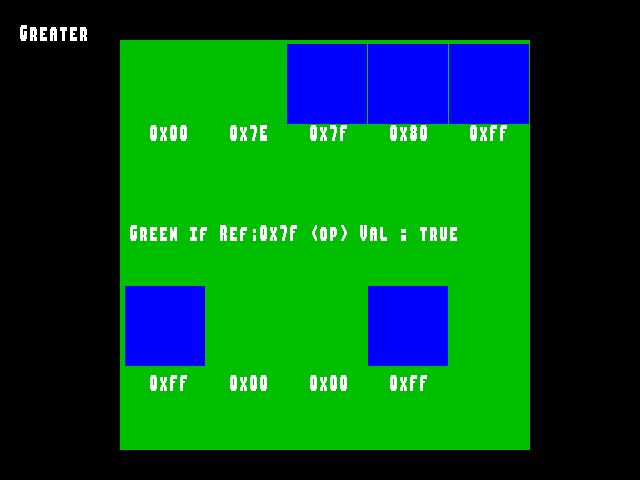 Greater
0x00 0x7E 0x7F 0x80 0xFF
Green if Ref:0x7F (op) Val : true
0xFF 0x00 0x00 0xFF